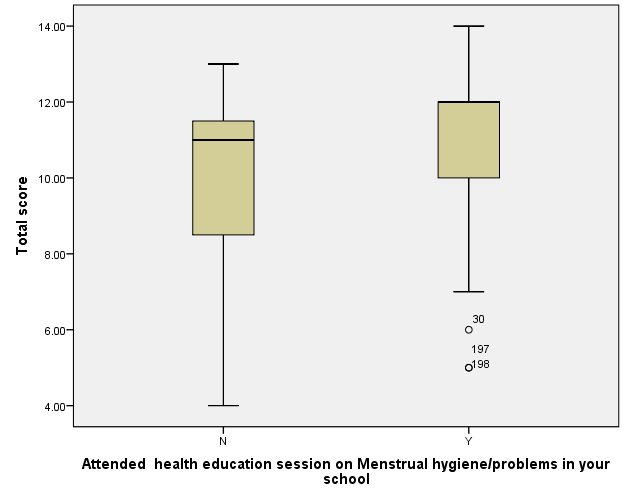 14.00
12.00
10.00
8.00
6.00
4.00
Total score
30
197
198
N
Y
Attended health education session on Menstrual hygiene/problems in your
school